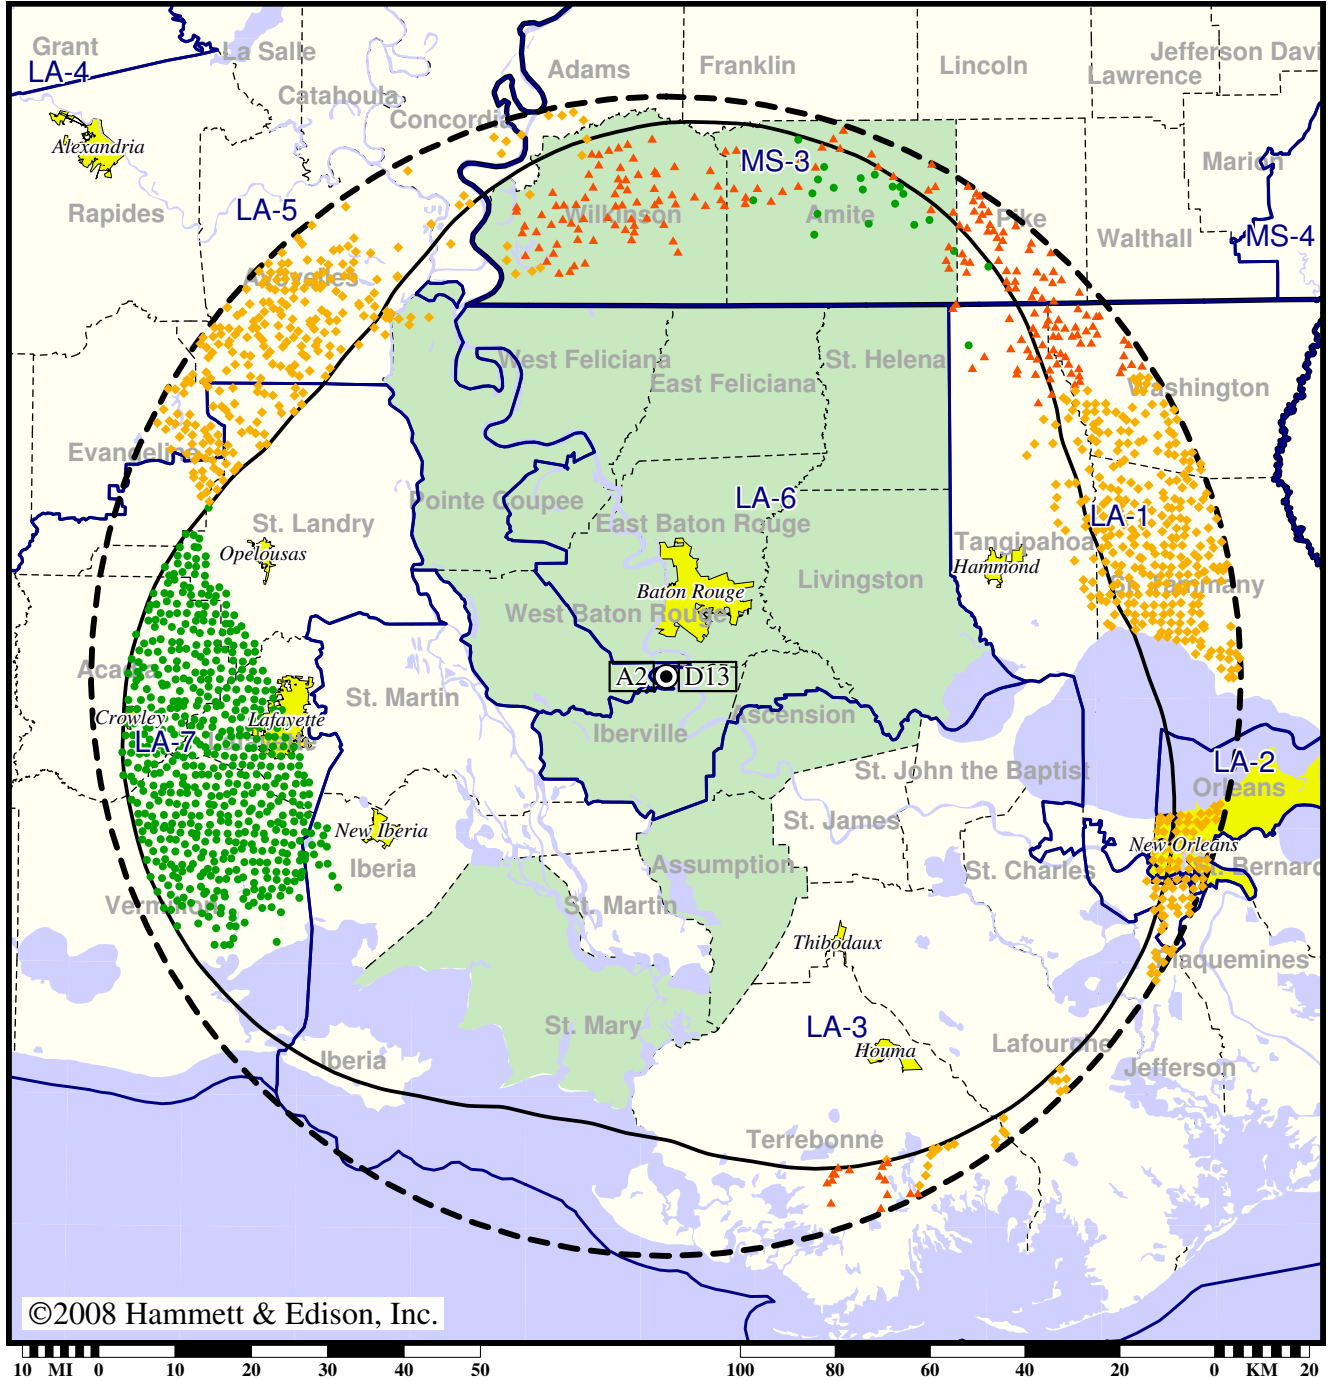 Grant
La Salle
Adams
Franklin
Lincoln
Jefferson Davi
LA-4
Lawrence
Catahoula
Concordia
Alexandria
MS-3
Marion
Rapides
LA-5
Wilkinson
Amite
Pike
Walthall
MS-4
Avoyelles
West Feliciana
East Feliciana
St. Helena
Washington
Evangeline
Pointe Coupee
LA-6
St. Landry
East Baton Rouge
LA-1
Opelousas
Tangipahoa
Hammond
Livingston
St. Tammany
Baton Rouge
West Baton Rouge
Acadia
A2
D13
St. Martin
Crowley
Lafayette
Ascension
LA-7
Iberville
LA-2
St. John the Baptist
Orleans
New Iberia
St. James
New Orleans
Iberia
Assumption
St. Charles
St. Bernard
Vermilion
St. Martin
Thibodaux
Plaquemines
St. Mary
LA-3
Houma
Lafourche
Iberia
Jefferson
Terrebonne
©2008 Hammett & Edison, Inc.
10 MI 0 10 20 30 40 50 100 80 60 40 20 0 KM 20